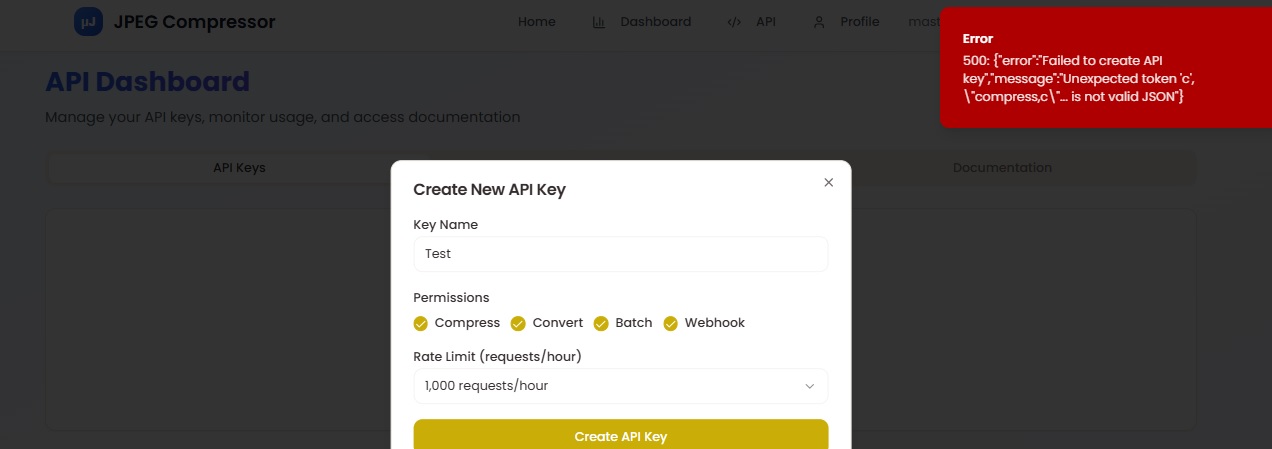 μJ JPEG Compressor Home Dashboard API Profile mast
Error
500: {"error":"Failed to create API
key","message":"Unexpected token 'c',
\"compress,c\"... is not valid JSON"}
API Dashboard
Manage your API keys, monitor usage, and access documentation
API Keys Documentation
Create New API Key
Key Name
Test
Permissions
Compress Convert Batch Webhook
Rate Limit (requests/hour)
1,000 requests/hour
Create API Key